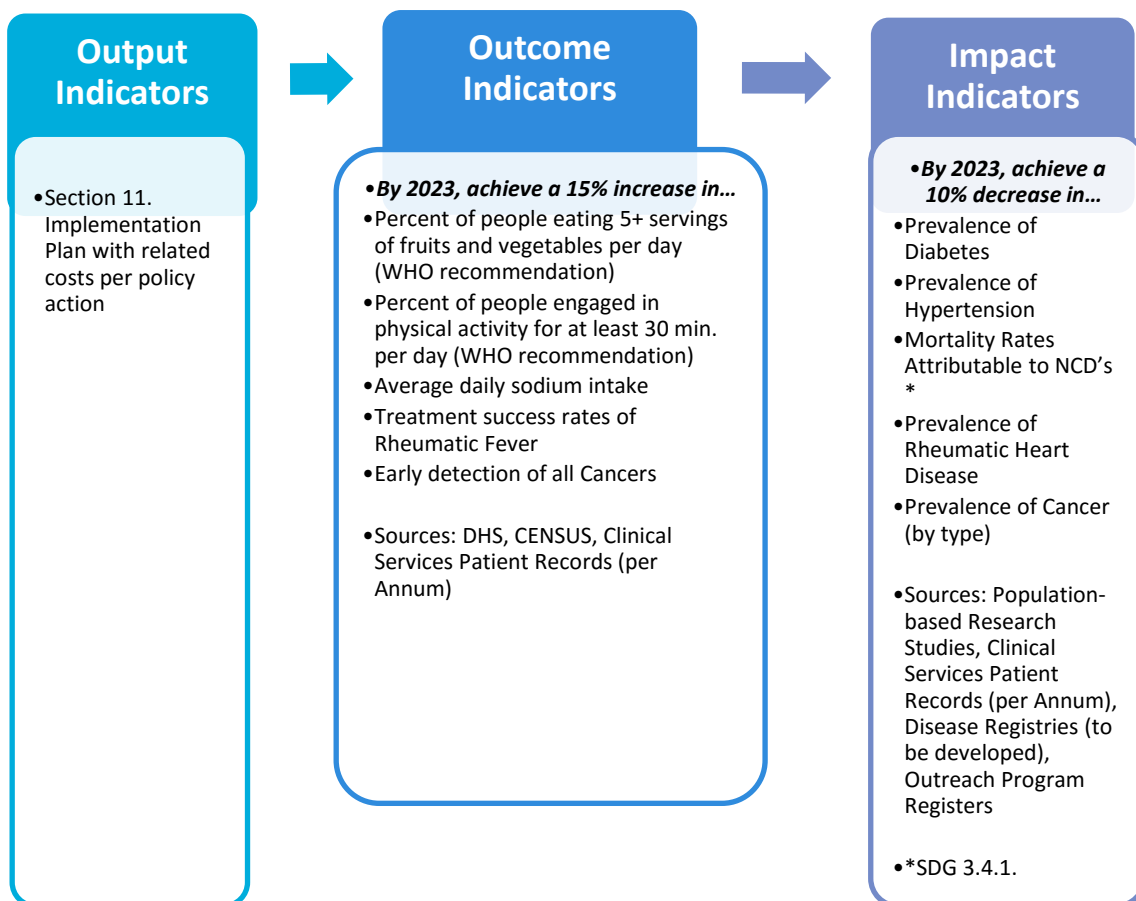 Output
Indicators
•Section 11.
Implementation
Plan with related
costs per policy
action
Outcome
Indicators
•By 2023, achieve a 15% increase in…
•Percent of people eating 5+ servings
of fruits and vegetables per day
(WHO recommendation)
•Percent of people engaged in
physical activity for at least 30 min.
per day (WHO recommendation)
•Average daily sodium intake
•Treatment success rates of
Rheumatic Fever
•Early detection of all Cancers
•Sources: DHS, CENSUS, Clinical
Services Patient Records (per
Annum)
Impact
Indicators
•By 2023, achieve a
10% decrease in…
•Prevalence of
Diabetes
•Prevalence of
Hypertension
•Mortality Rates
Attributable to NCD's
*
•Prevalence of
Rheumatic Heart
Disease
•Prevalence of Cancer
(by type)
•Sources: Population-
based Research
Studies, Clinical
Services Patient
Records (per Annum),
Disease Registries (to
be developed),
Outreach Program
Registers
•*SDG 3.4.1.